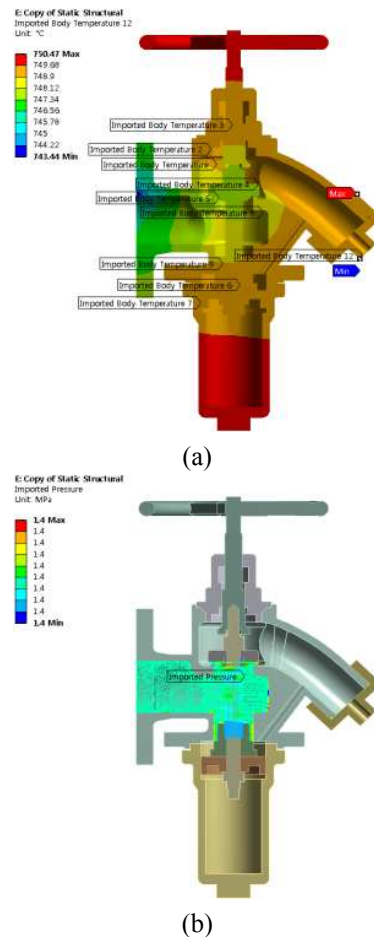 E: Copy of Static Structural
Imported Body Temperature 12
Unit: °C
750.47 Max
749.68
748.9
748.12
747.34
746.56
745.78
745
744.22
743.44 Min
Imported Body Temperature 3
Imported Body Temperature 2
Imported Body Temperature
Imported Body Temperature 4
Imported Body Temperature 5
Imported Body Temperature
Max
Imported Body Temperature 12
Min
Imported Body Temperature
Imported Body Temperature 6
Imported Body Temperature 7
(a)
E: Copy of Static Structural
Imported Pressure
Unit: MPa
1.4 Max
1.4
1.4
1.4
1.4
1.4
1.4
1.4
1.4
1.4 Min
Imported Pressure
(b)